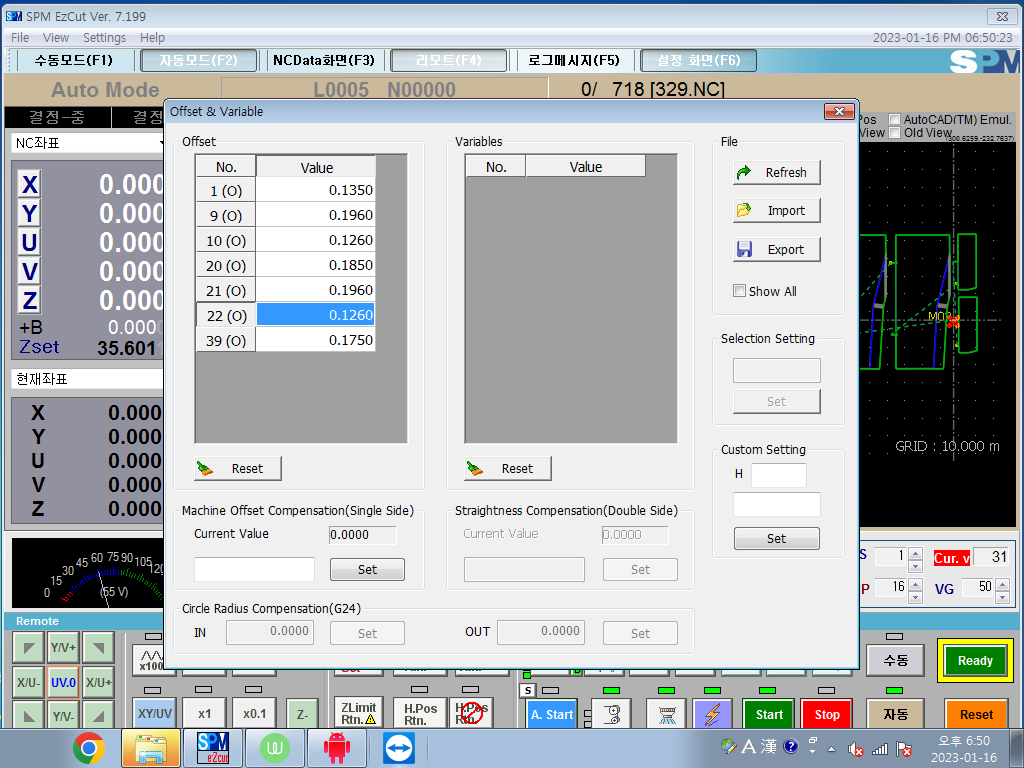 SPM EzCut Ver. 7.199
File View Settings Help
2023-01-16 PM 06:50:23
수동모드(F1) 자동모드(F2) NCData화면(F3) 리모트(F4) 로그메시지(F5) 설정 화면(F6) SPM
Auto Mode L0005 N00000 0/ 718 [329.NC]
결정-중 결정
Offset & Variable
Pos AutoCAD(TM) Emul.
View Old View
NC좌표
X 0.000
Y 0.000
U 0.000
V 0.000
Z 0.000
+B 0.0000
Zset 35.601
현재좌표
X 0.000
Y 0.000
U 0.000
V 0.000
Z 0.000
Offset
No. Value
1 (O) 0.1350
9 (O) 0.1960
10 (O) 0.1260
20 (O) 0.1850
21 (O) 0.1960
22 (O) 0.1260
39 (O) 0.1750
Reset
Variables
No. Value
Reset
File
Refresh
Import
Export
Show All
Selection Setting
Set
Custom Setting
H
Set
Machine Offset Compensation(Single Side)
Current Value 0.0000
Set
Straightness Compensation(Double Side)
Current Value 0.0000
Set
Circle Radius Compensation(G24)
IN 0.0000 Set
OUT 0.0000 Set
GRID : 10.000 m
0 15 30 45 60 75 90 105 120
(55 V)
S 1 Cur. v 31
P 16 VG 50
Remote
Y/V+
X/U- UV.0 X/U+
Y/V-
x100
수동 Ready
XY/UV x1 x0.1 Z- ZLimit Rtn. H.Pos Rtn. H.Pos Rtn. S A. Start Start Stop 자동 Reset
SPM eZcut
A 漢
오후 6:50
2023-01-16